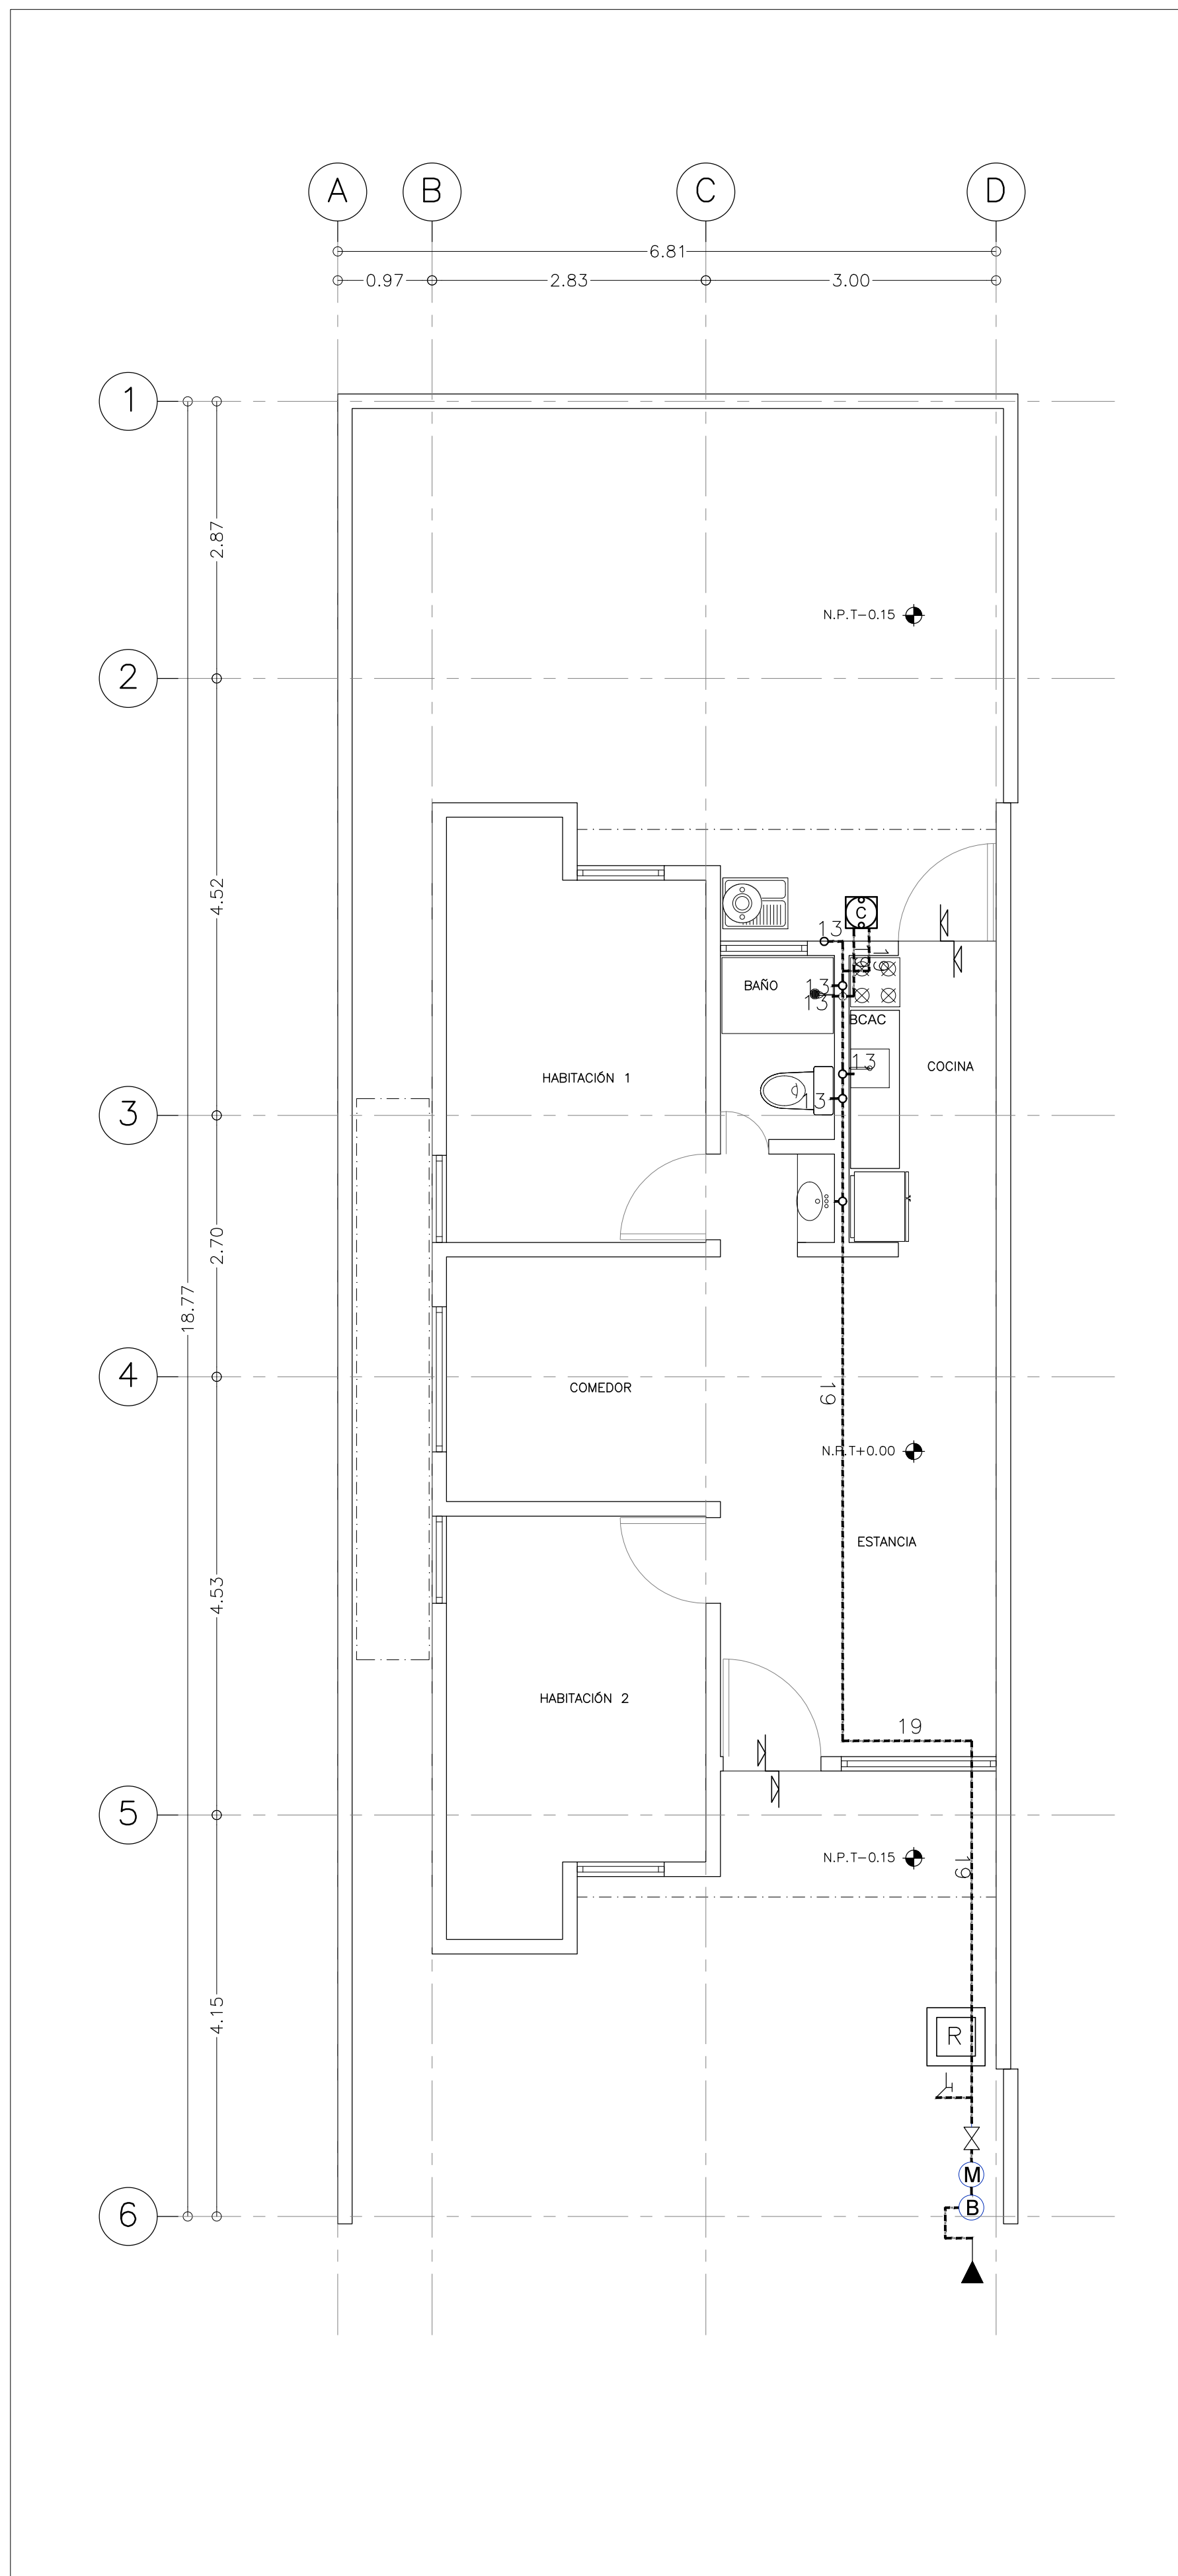 A B C D
6.81
0.97 2.83 3.00
1
2.87
N.P.T-0.15
2
4.52
C
13
19
19
BAÑO
13
13
BCAC
13
COCINA
HABITACIÓN 1
13
3
2.70
18.77
4
COMEDOR
19
N.P.T+0.00
ESTANCIA
4.53
HABITACIÓN 2
19
5
N.P.T-0.15
19
4.15
R
M
B
6